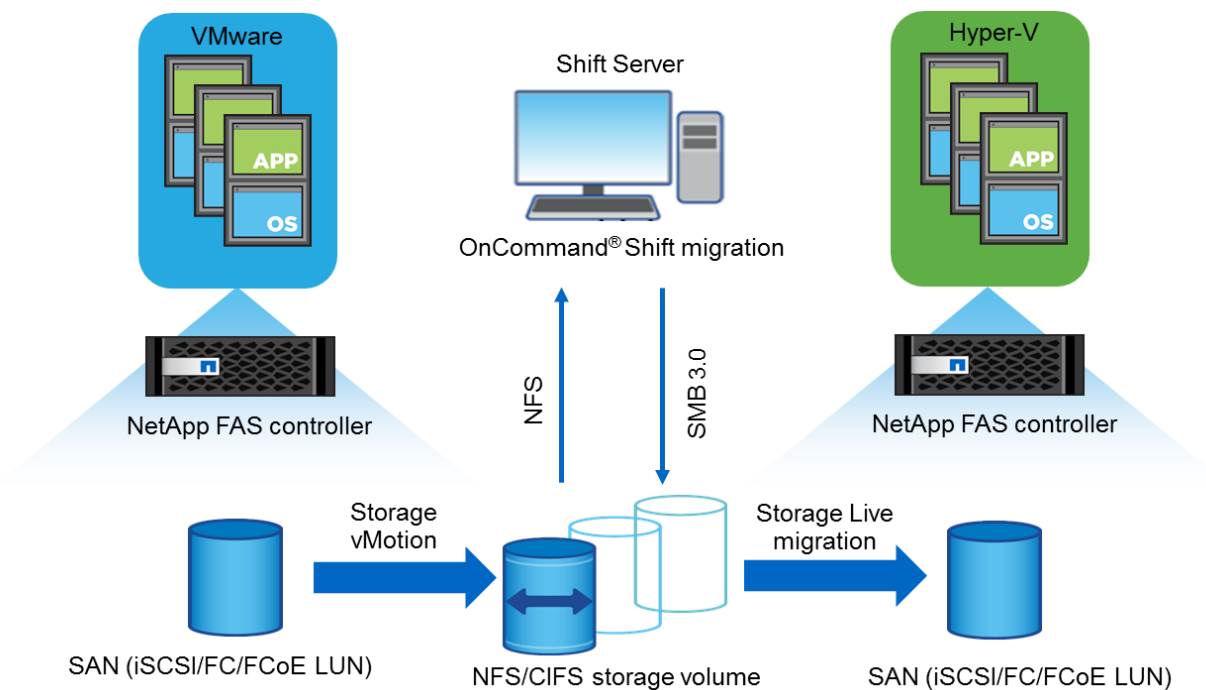 VMware
Hyper-V
Shift Server
APP
OS
APP
OS
OnCommand® Shift migration
NFS
SMB 3.0
NetApp FAS controller
NetApp FAS controller
Storage
vMotion
Storage Live
migration
SAN (iSCSI/FC/FCoE LUN)
NFS/CIFS storage volume
SAN (iSCSI/FC/FCoE LUN)